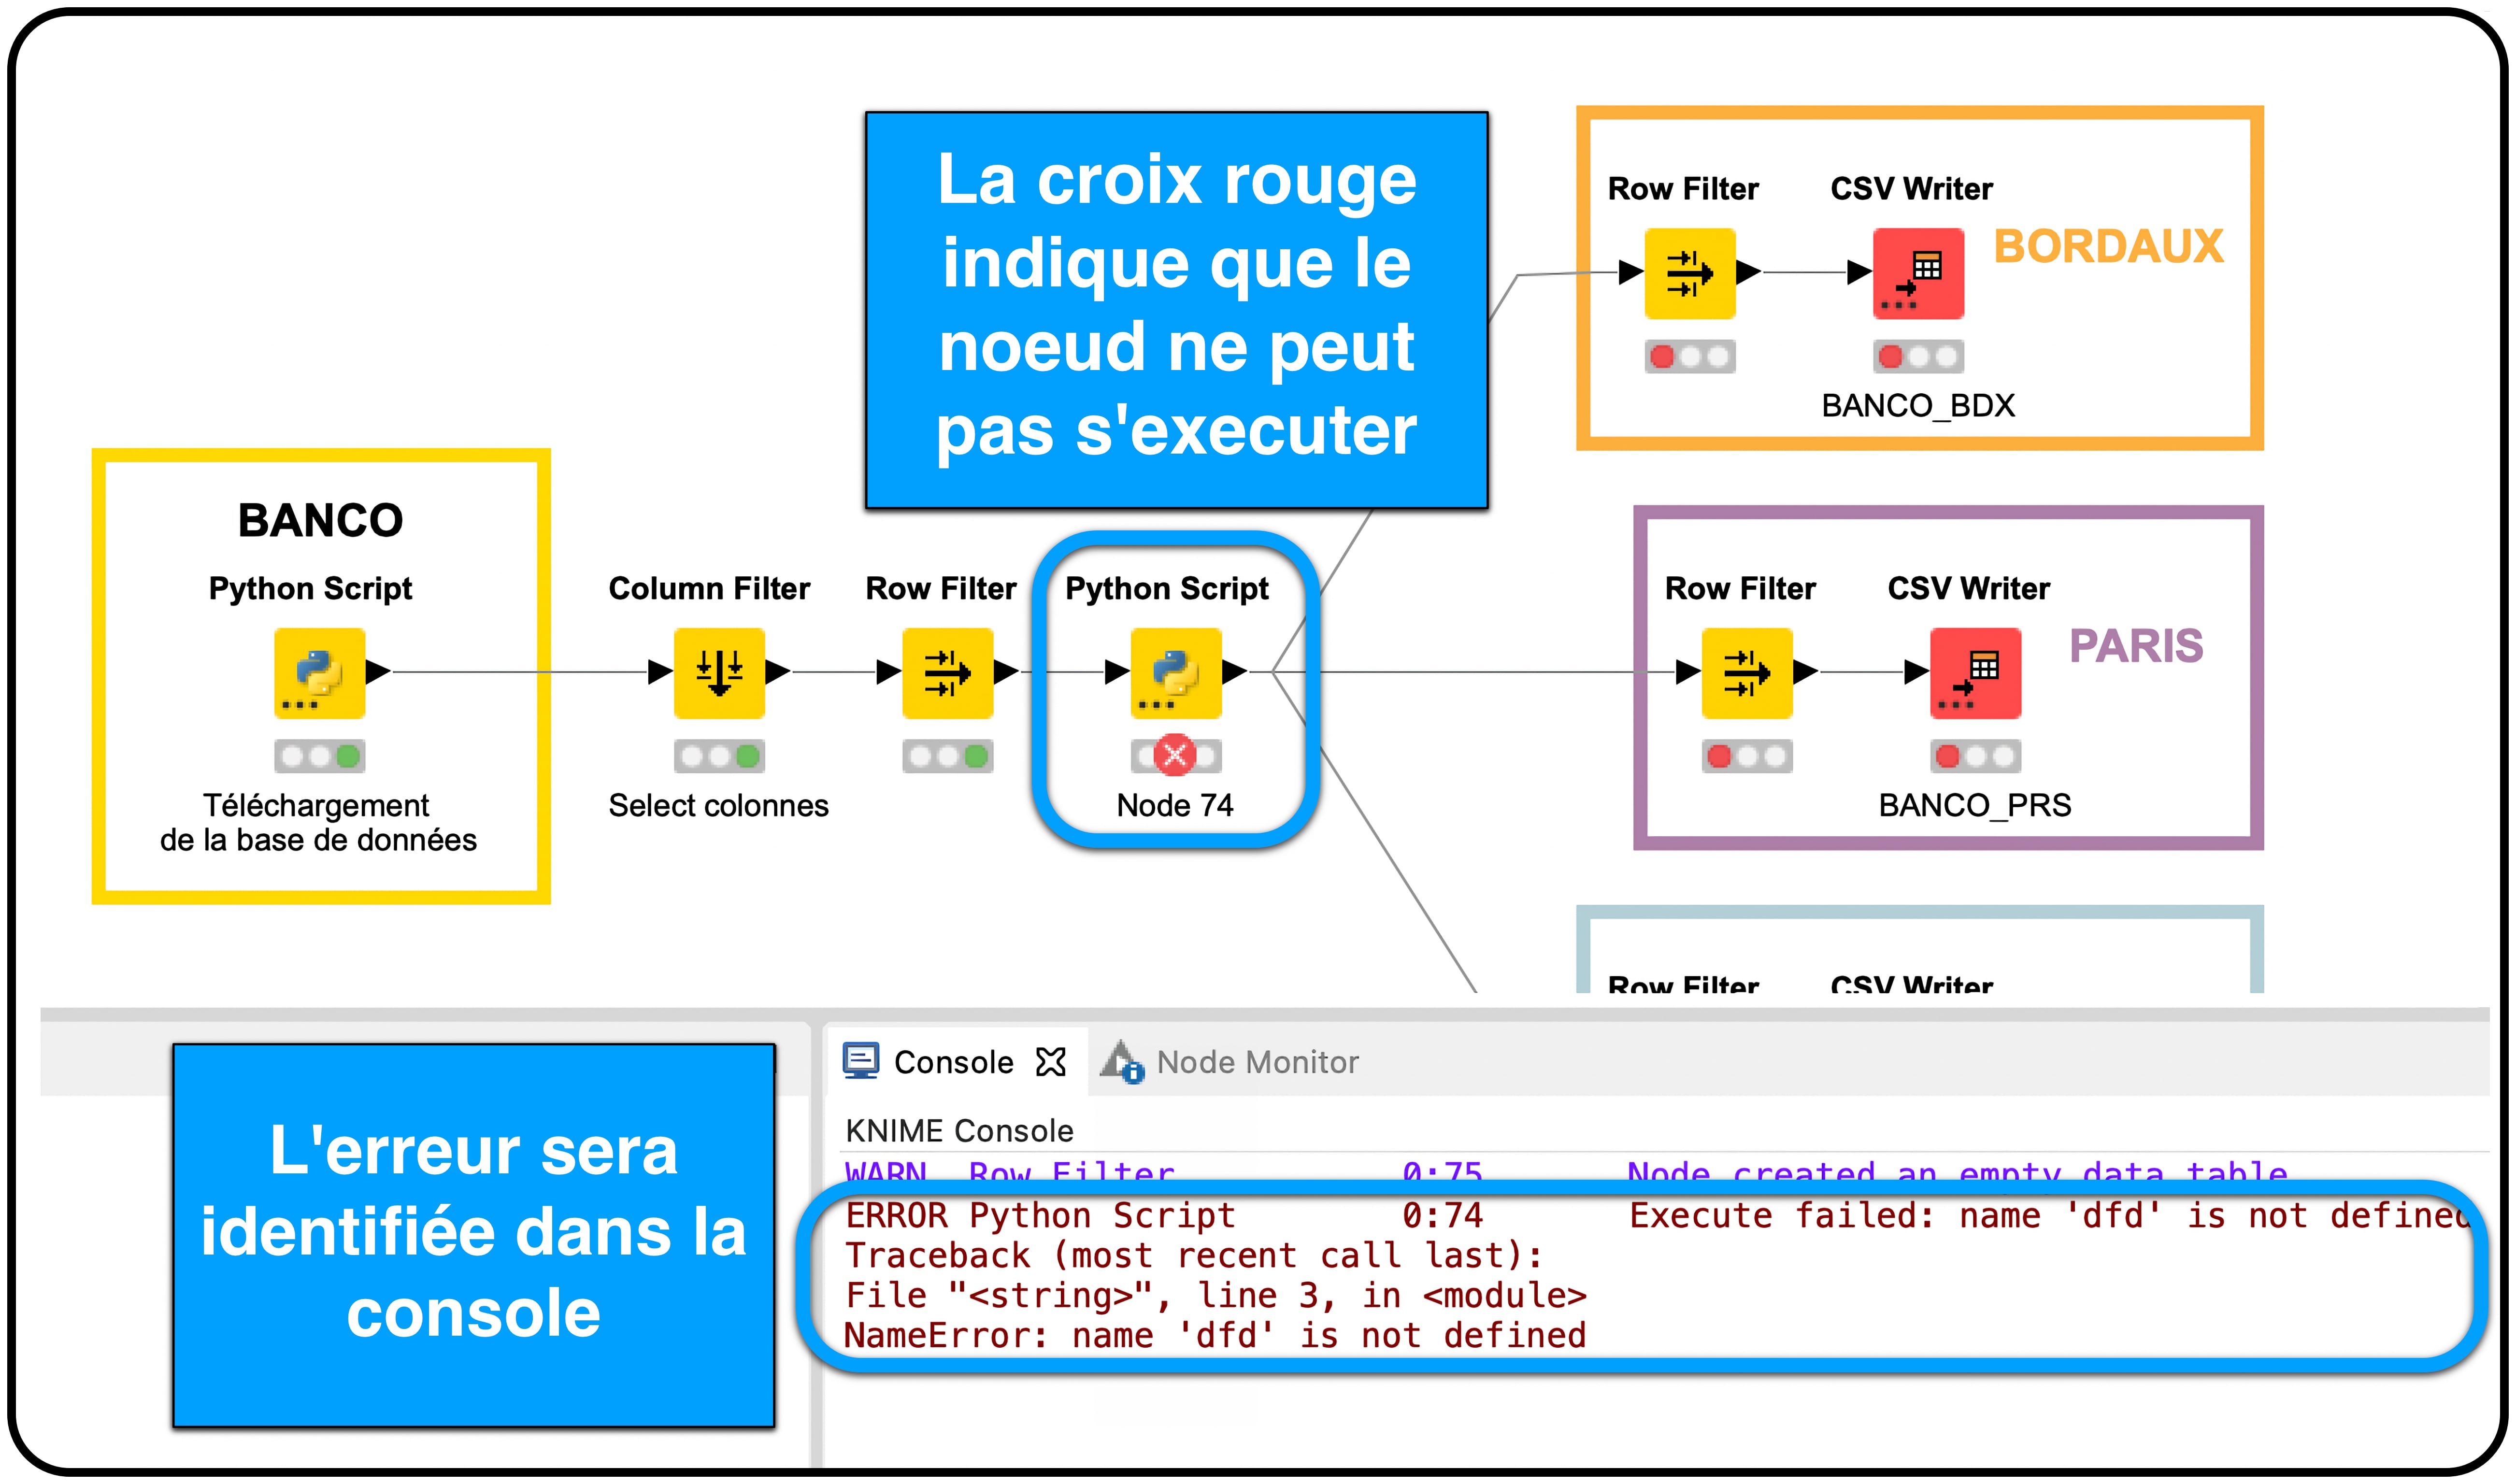 La croix rouge
indique que le
noeud ne peut
pas s'executer
Row Filter
CSV Writer
BORDAUX
BANCO_BDX
BANCO
Python Script
Téléchargement
de la base de données
Column Filter
Select colonnes
Row Filter
Python Script
Node 74
Row Filter
CSV Writer
PARIS
BANCO_PRS
Row Filter
CSV Writer
L'erreur sera
identifiée dans la
console
Console
Node Monitor
KNIME Console
WARN Row Filter 0:75 Node created an empty data table
ERROR Python Script 0:74 Execute failed: name 'dfd' is not defined
Traceback (most recent call last):
File "<string>", line 3, in <module>
NameError: name 'dfd' is not defined